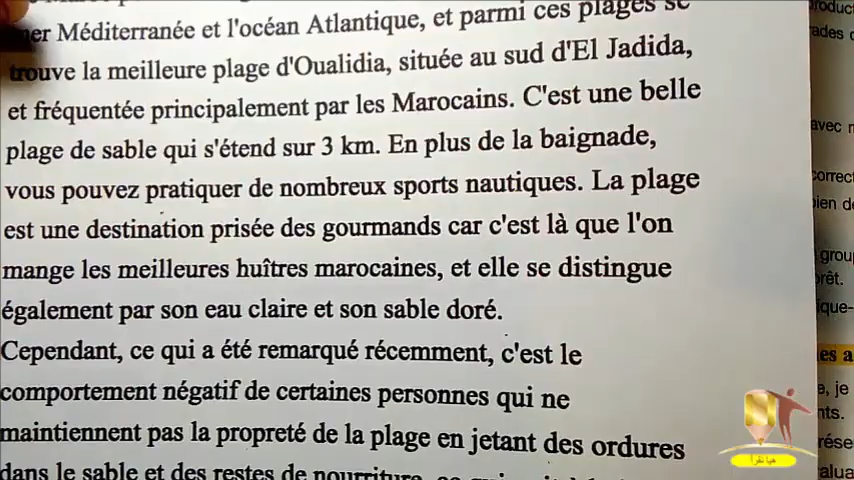 mer Méditerranée et l'océan Atlantique, et parmi ces plages se
trouve la meilleure plage d'Oualidia, située au sud d'El Jadida,
et fréquentée principalement par les Marocains. C'est une belle
plage de sable qui s'étend sur 3 km. En plus de la baignade,
vous pouvez pratiquer de nombreux sports nautiques. La plage
est une destination prisée des gourmands car c'est là que l'on
mange les meilleures huîtres marocaines, et elle se distingue
également par son eau claire et son sable doré.
Cependant, ce qui a été remarqué récemment, c'est le
comportement négatif de certaines personnes qui ne
maintiennent pas la propreté de la plage en jetant des ordures
dans le sable et des restes de nourriture,
avec
, je
هيا نقرأ